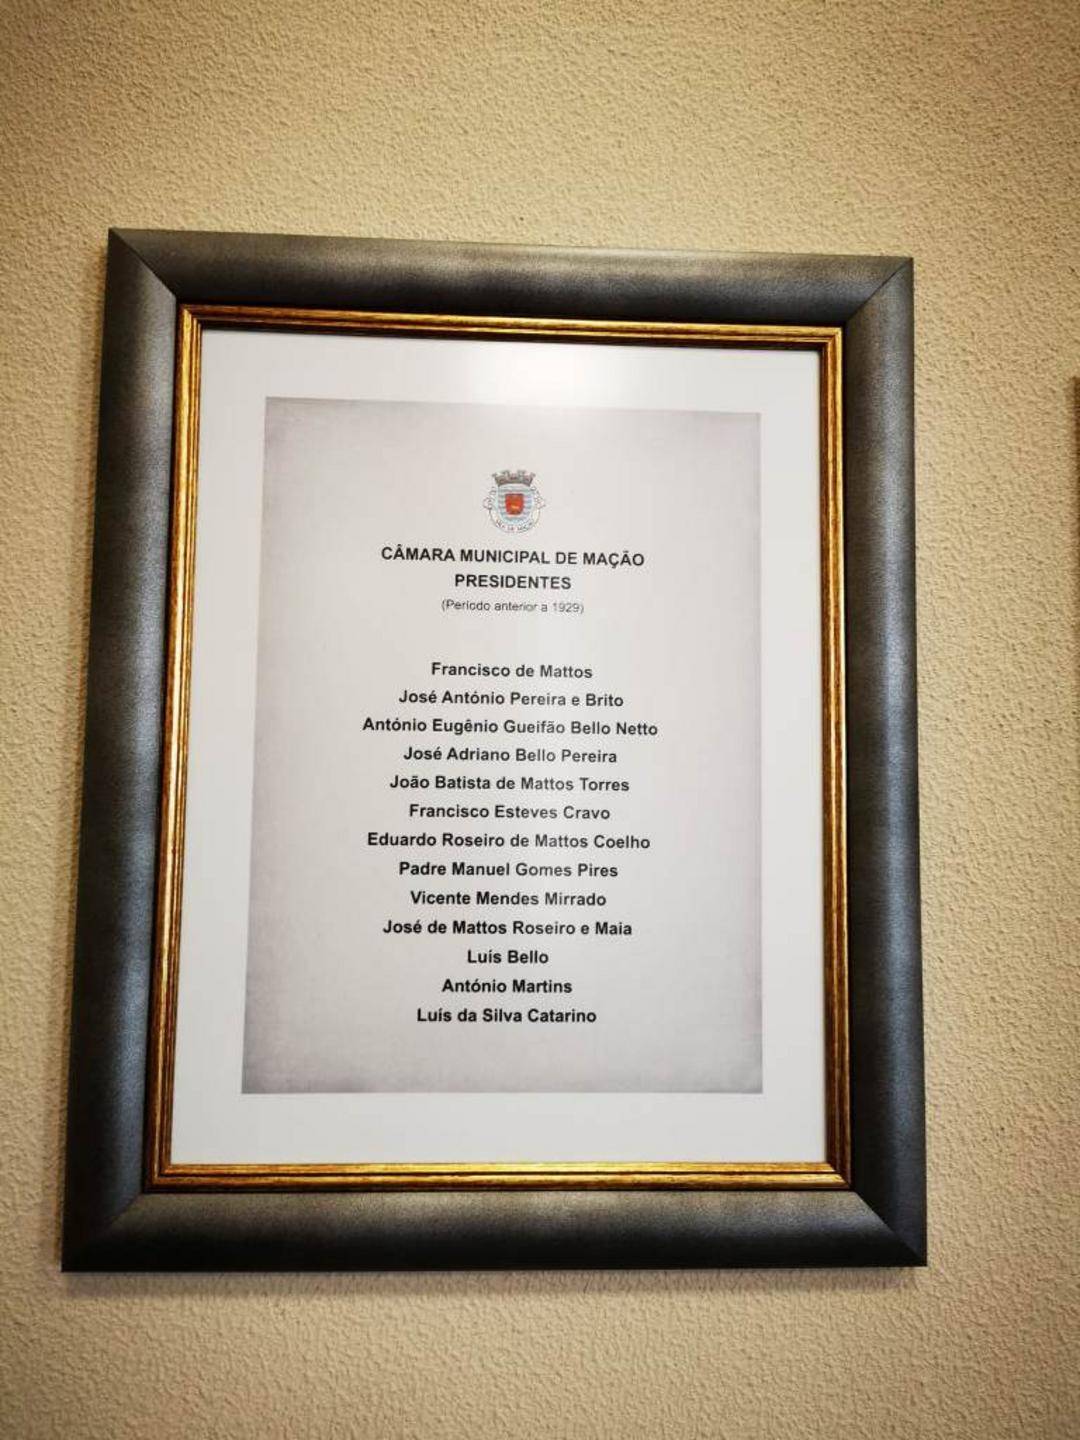 CÂMARA MUNICIPAL DE MAÇÃO
PRESIDENTES
(Período anterior a 1929)
Francisco de Mattos
José António Pereira e Brito
António Eugênio Gueifão Bello Netto
José Adriano Bello Pereira
João Batista de Mattos Torres
Francisco Esteves Cravo
Eduardo Roseiro de Mattos Coelho
Padre Manuel Gomes Pires
Vicente Mendes Mirrado
José de Mattos Roseiro e Maia
Luís Bello
António Martins
Luís da Silva Catarino